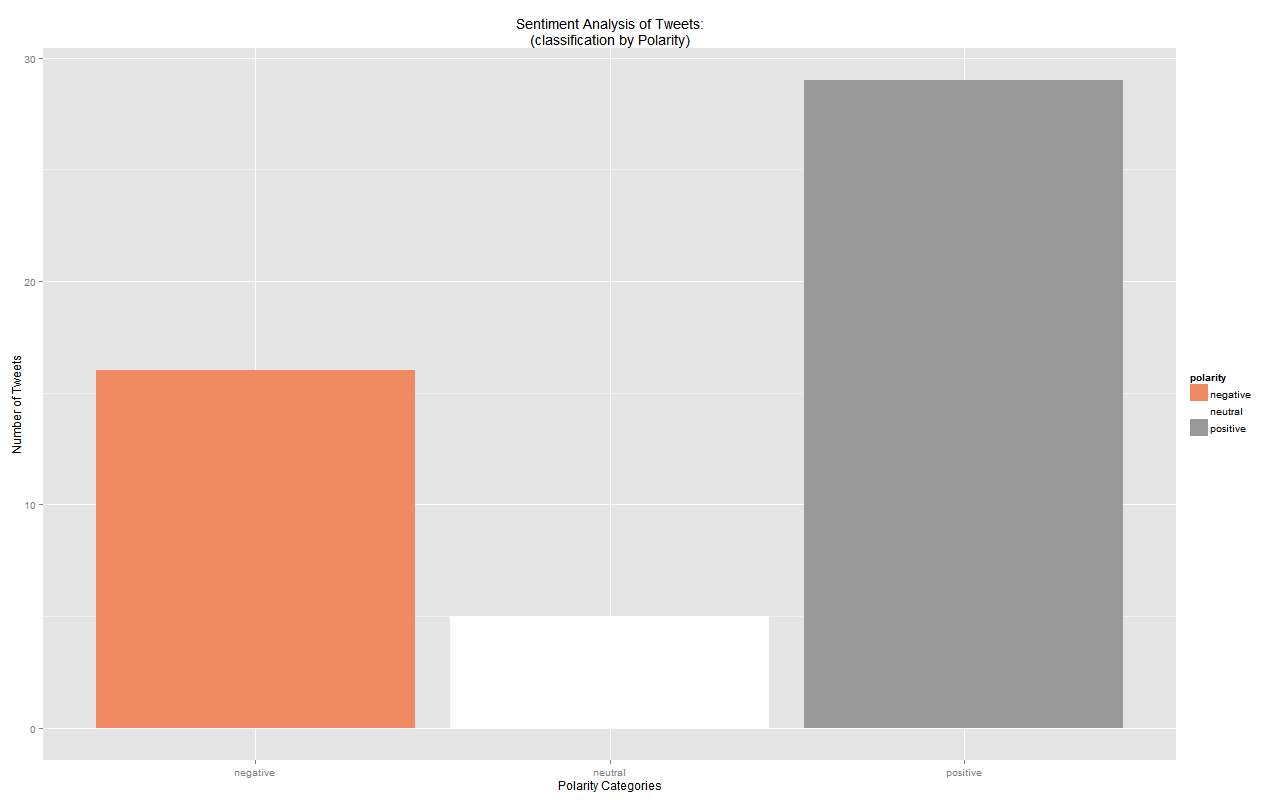 Sentiment Analysis of Tweets:
(classification by Polarity)
30
20
10
0
Number of Tweets
negative
neutral
positive
Polarity Categories
polarity
negative
neutral
positive